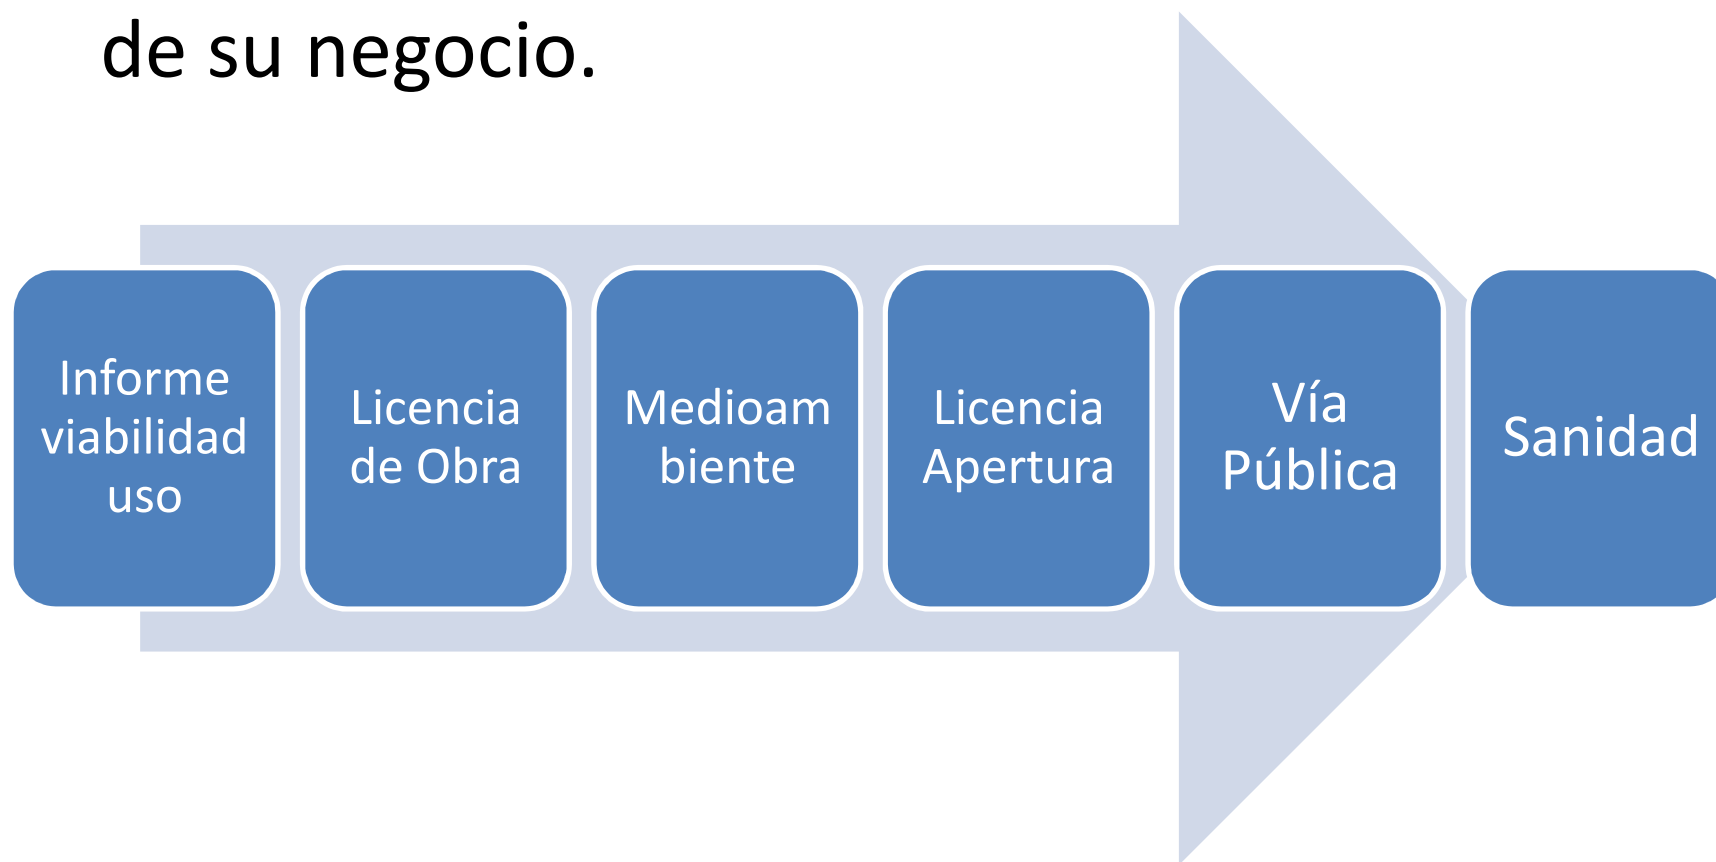 de su negocio.
Informe
viabilidad
uso
Licencia
de Obra
Medioam
biente
Licencia
Apertura
Vía
Pública
Sanidad